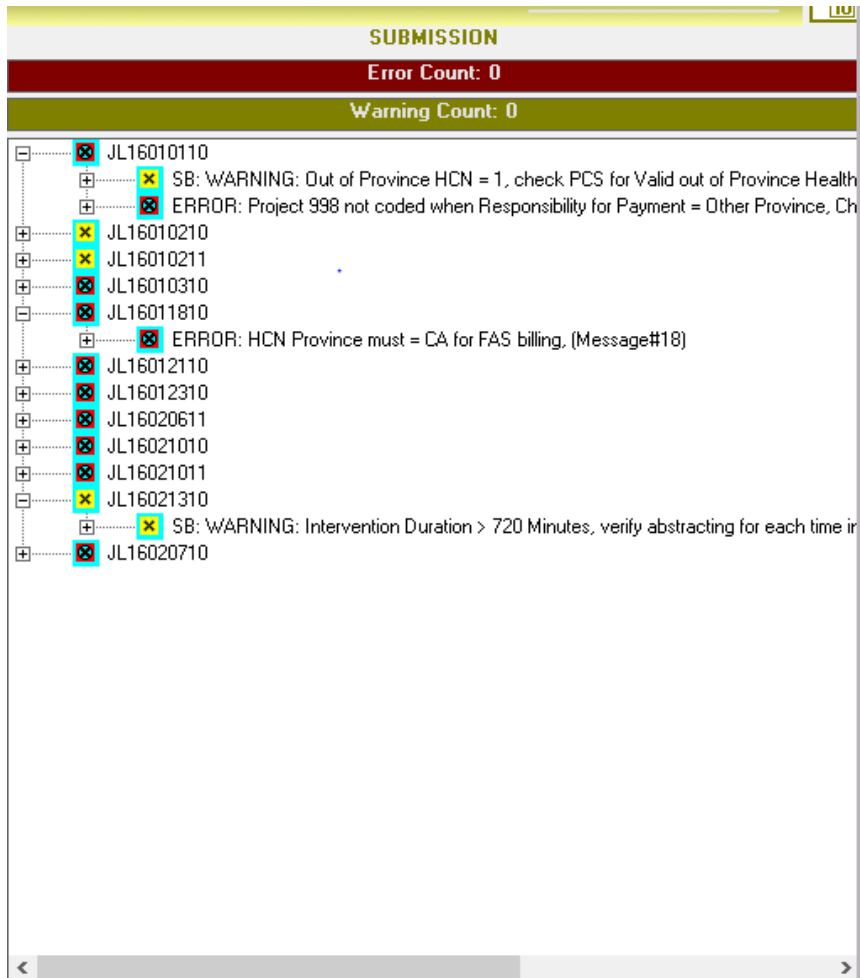 SUBMISSION
Error Count: 0
Warning Count: 0
JL16010110
SB: WARNING: Out of Province HCN = 1, check PCS for Valid out of Province Health
ERROR: Project 998 not coded when Responsibility for Payment = Other Province, Ch
JL16010210
JL16010211
JL16010310
JL16011810
ERROR: HCN Province must = CA for FAS billing, (Message#18)
JL16012110
JL16012310
JL16020611
JL16021010
JL16021011
JL16021310
SB: WARNING: Intervention Duration > 720 Minutes, verify abstracting for each time
JL16020710